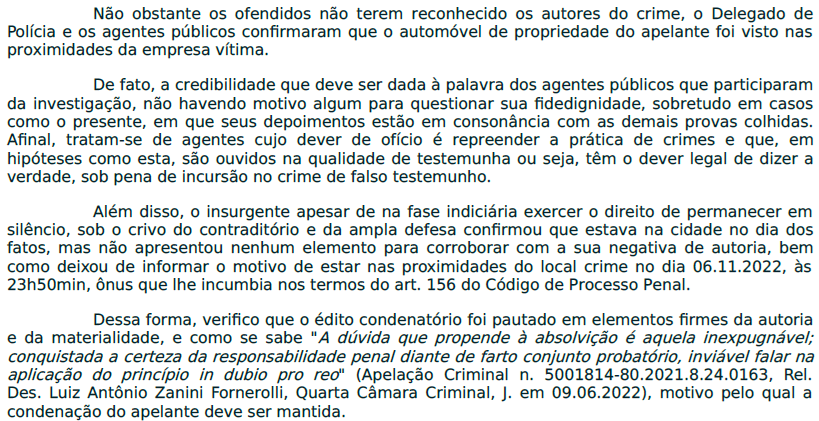 Não obstante os ofendidos não terem reconhecido os autores do crime, o Delegado de
Polícia e os agentes públicos confirmaram que o automóvel de propriedade do apelante foi visto nas
proximidades da empresa vítima.
De fato, a credibilidade que deve ser dada à palavra dos agentes públicos que participaram
da investigação, não havendo motivo algum para questionar sua fidedignidade, sobretudo em casos
como o presente, em que seus depoimentos estão em consonância com as demais provas colhidas.
Afinal, tratam-se de agentes cujo dever de ofício é repreender a prática de crimes e que, em
hipóteses como esta, são ouvidos na qualidade de testemunha ou seja, têm o dever legal de dizer a
verdade, sob pena de incursão no crime de falso testemunho.
Além disso, o insurgente apesar de na fase indiciária exercer o direito de permanecer em
silêncio, sob o crivo do contraditório e da ampla defesa confirmou que estava na cidade no dia dos
fatos, mas não apresentou nenhum elemento para corroborar com a sua negativa de autoria, bem
como deixou de informar o motivo de estar nas proximidades do local crime no dia 06.11.2022, às
23h50min, ônus que lhe incumbia nos termos do art. 156 do Código de Processo Penal.
Dessa forma, verifico que o édito condenatório foi pautado em elementos firmes da autoria
e da materialidade, e como se sabe "A dúvida que propende à absolvição é aquela inexpugnável;
conquistada a certeza da responsabilidade penal diante de farto conjunto probatório, inviável falar na
aplicação do princípio in dubio pro reo" (Apelação Criminal n. 5001814-80.2021.8.24.0163, Rel.
Des. Luiz Antônio Zanini Fornerolli, Quarta Câmara Criminal, J. em 09.06.2022), motivo pelo qual a
condenação do apelante deve ser mantida.